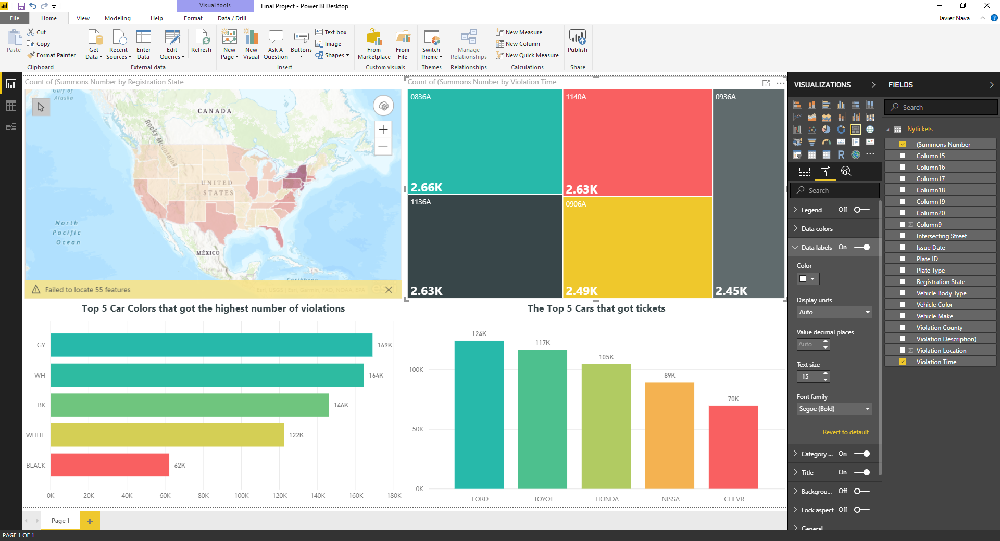 Visual tools
Final Project - Power BI Desktop
File
Home
View
Modeling
Help
Format
Data / Drill
Javier Nava
Paste
Cut
Copy
Format Painter
Clipboard
Get Data
Recent Sources
Enter Data
Edit Queries
Refresh
External data
New Page
New Visual
Ask A Question
Buttons
Text box
Image
Shapes
Insert
From Marketplace
From File
Custom visuals
Switch Theme
Themes
Manage Relationships
Relationships
New Measure
New Column
New Quick Measure
Calculations
Publish
Share
Count of (Summons Number by Registration State
Gulf of Alaska
CANADA
Rocky Mountains
UNITED STATES
North Pacific Ocean
MÉXICO
Caribbean
Failed to locate 55 features
Esri, USGS | Esri, Garmin, FAO, NOAA, EPA
esri
Count of (Summons Number by Violation Time
0836A
2.66K
1140A
2.63K
0936A
2.45K
1136A
2.63K
0906A
2.49K
Top 5 Car Colors that got the highest number of violations
GY
169K
WH
164K
BK
146K
WHITE
122K
BLACK
62K
0K 20K 40K 60K 80K 100K 120K 140K 160K 180K
The Top 5 Cars that got tickets
100K
50K
0K
124K
117K
105K
89K
70K
FORD TOYOT HONDA NISSA CHEVR
Page 1
PAGE 1 OF 1
VISUALIZATIONS
R
Search
Legend Off
Data colors
Data labels On
Color
Display units
Auto
Value decimal places
Auto
Text size
15
Font family
Segoe (Bold)
Revert to default
Category ... On
Title On
Backgrou... Off
Lock aspect Off
General
FIELDS
Search
Nytickets
(Summons Number
Column15
Column16
Column17
Column18
Column19
Column20
Σ Column9
Intersecting Street
Issue Date
Plate ID
Plate Type
Registration State
Vehicle Body Type
Vehicle Color
Vehicle Make
Violation County
Violation Description)
Σ Violation Location
Violation Time